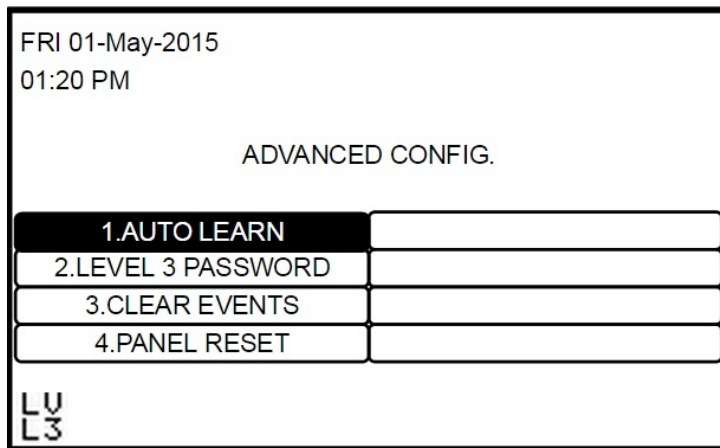 FRI 01-May-2015
01:20 PM
ADVANCED CONFIG.
1.AUTO LEARN
2.LEVEL 3 PASSWORD
3.CLEAR EVENTS
4.PANEL RESET
LV
L3